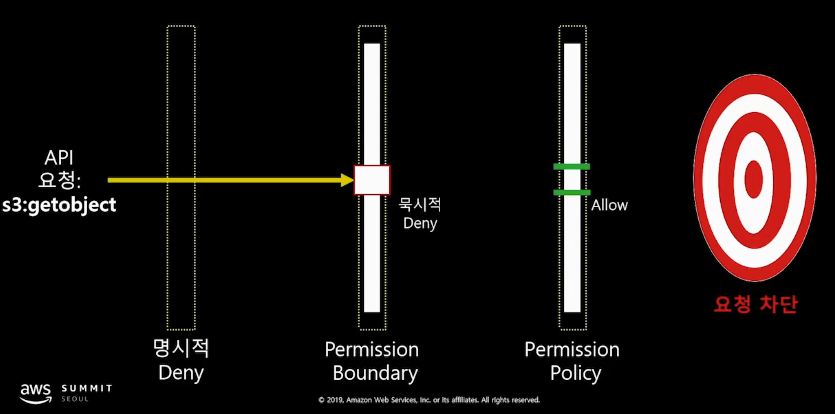 API
요청:
s3:getobject
묵시적
Deny
Allow
요청 차단
명시적
Deny
Permission
Boundary
Permission
Policy
aws SUMMIT
SEOUL
© 2019, Amazon Web Services, Inc. or its affiliates. All rights reserved.